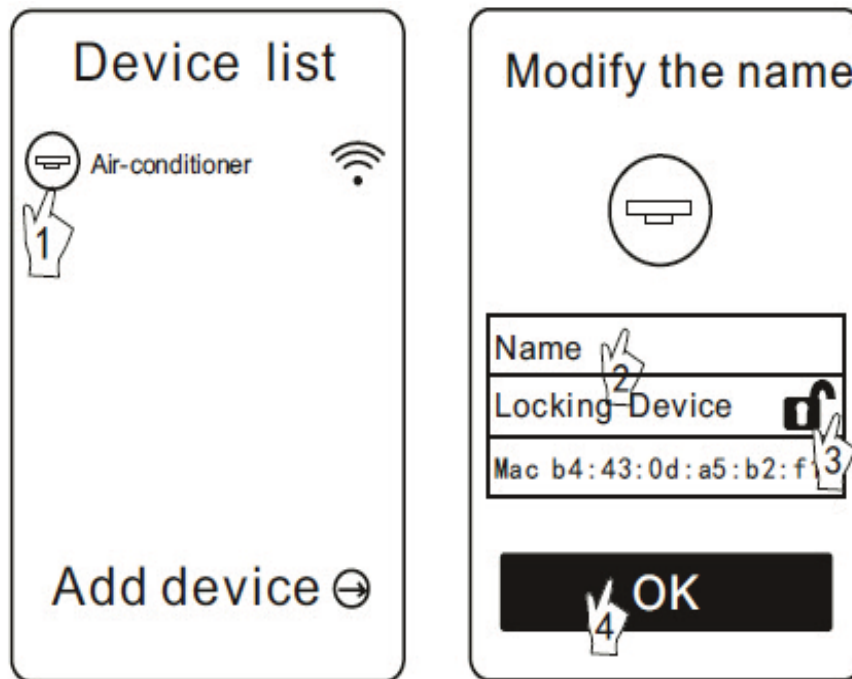 Device list
Air-conditioner
1
Add device
Modify the name
Name
2
Locking Device
3
Mac b4:43:0d:a5:b2:f
OK
4